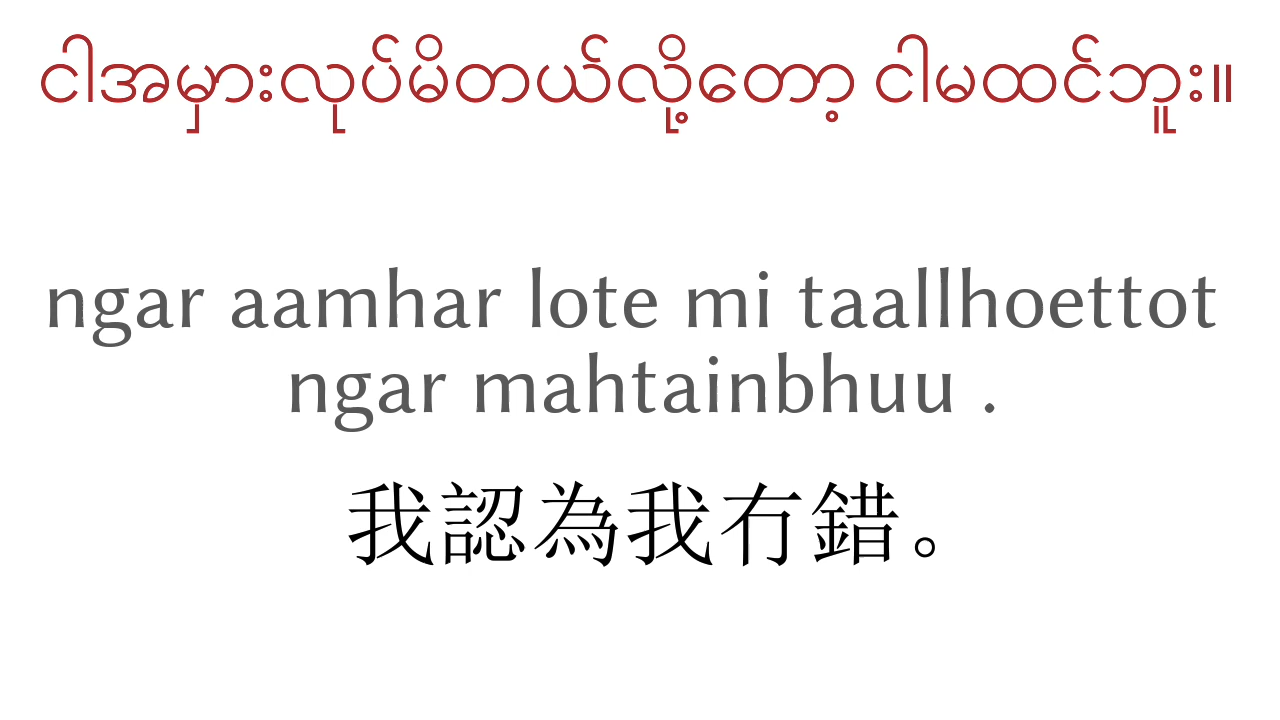 ငါအမှားလုပ်မိတယ်လို့တော့ ငါမထင်ဘူး။
ngar aamhar lote mi taallhoettot
ngar mahtainbhuu .
我認為我冇錯。